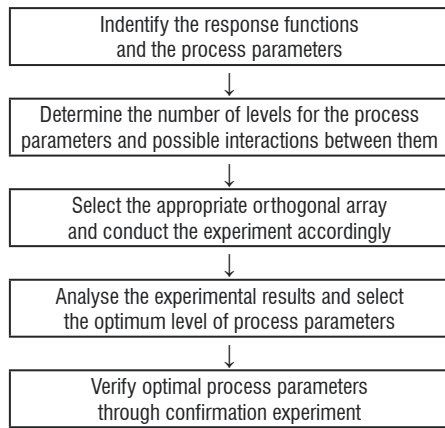 Indentify the response functions
and the process parameters
↓
Determine the number of levels for the process
parameters and possible interactions between them
↓
Select the appropriate orthogonal array
and conduct the experiment accordingly
↓
Analyse the experimental results and select
the optimum level of process parameters
↓
Verify optimal process parameters
through confirmation experiment